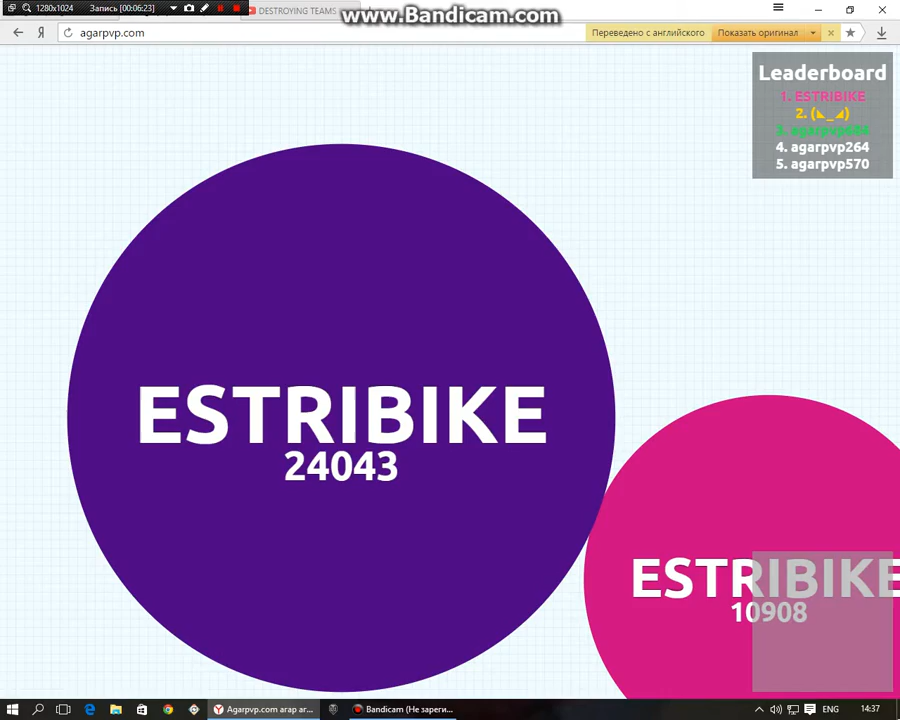 1280x1024 Запись [00:06:23]
DESTROYING TEAMS
www.Bandicam.com
Я
agarpvp.com
Переведено с английского
Показать оригинал
Leaderboard
1. ESTRIBIKE
2. (◣_◢)
4. agarpvp264
5. agarpvp570
ESTRIBIKE
24043
ESTRIBIKE
10908
Agarpvp.com агар аг...
Bandicam (Не зареги...
ENG
14:37